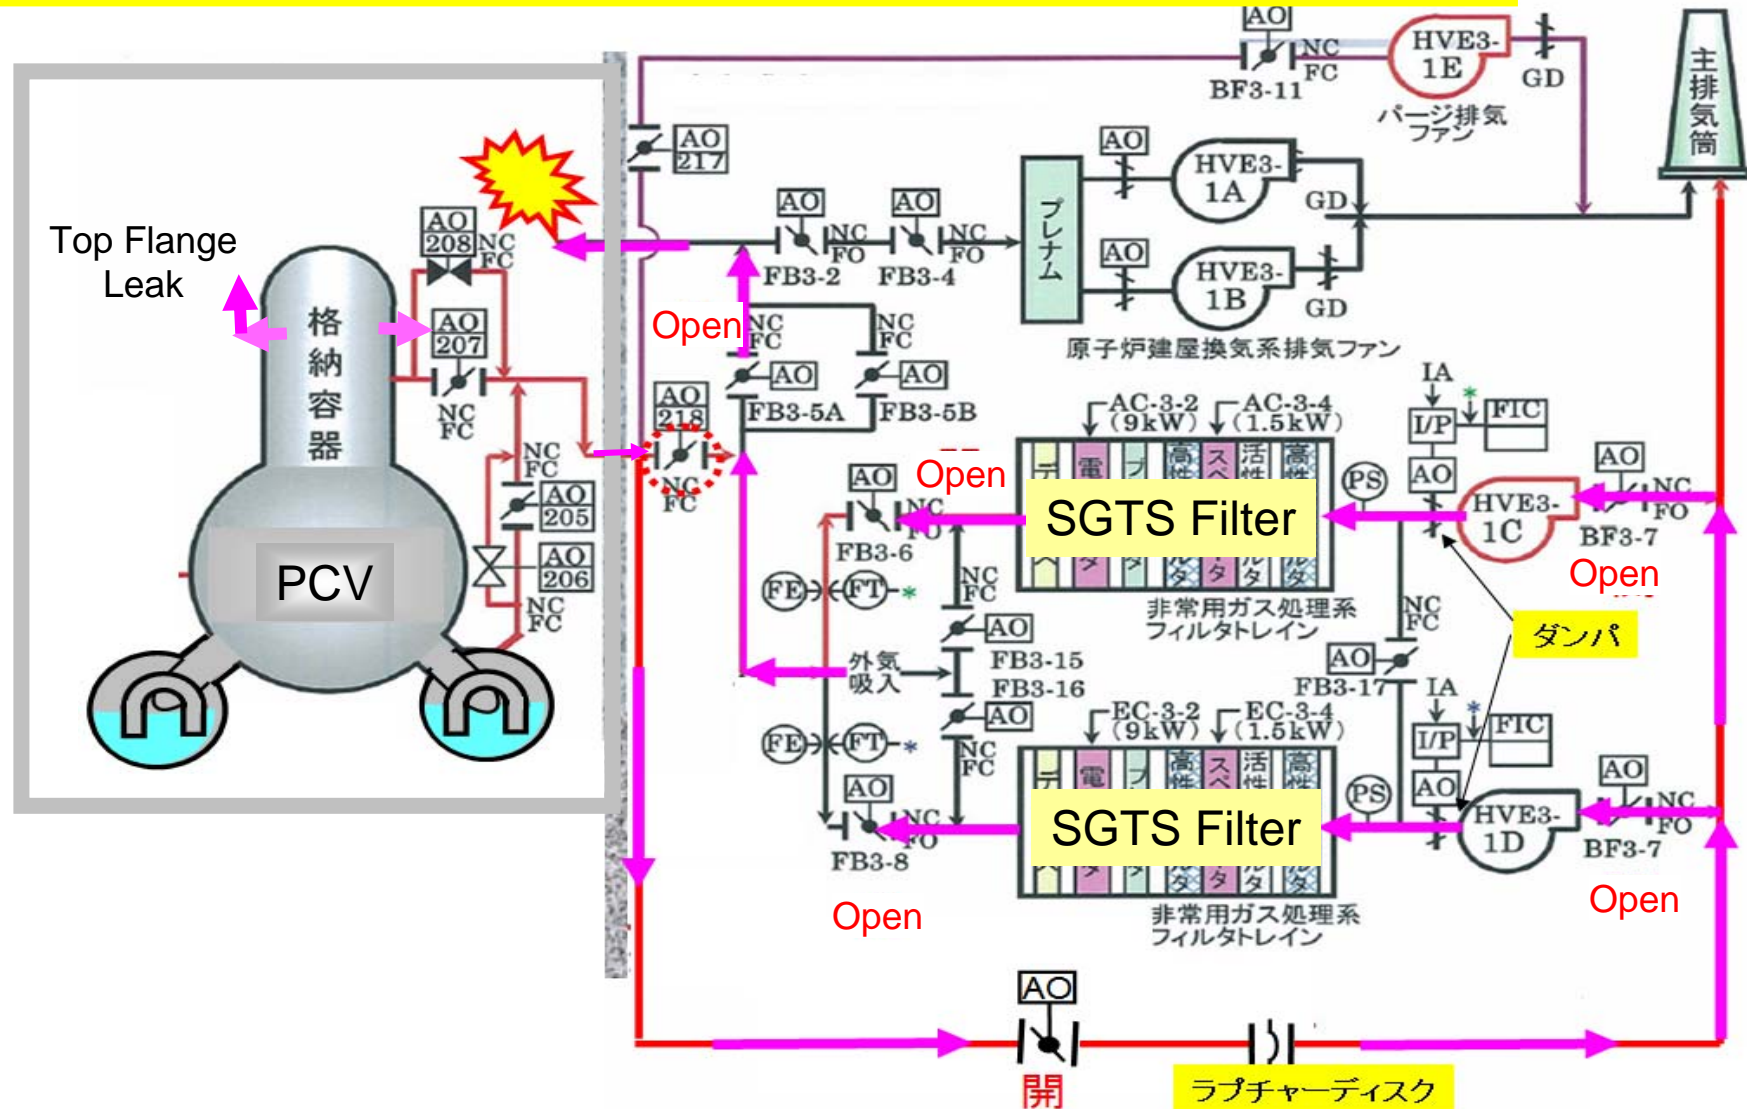 AO
NC
FC
BF3-11
HVE3-
1E
GD
パージ排気
ファン
主排気筒
AO
217
AO
HVE3-
1A
GD
プレナム
AO
HVE3-
1B
GD
原子炉建屋換気系排気ファン
AO
NC
FO
FB3-2
AO
NC
FO
FB3-4
Top Flange
Leak
AO
208
NC
FC
格納容器
AO
207
NC
FC
NC
FC
AO
205
AO
206
NC
FC
PCV
Open
NC
FC
AO
FB3-5A
NC
FC
AO
FB3-5B
AO
218
NC
FC
AC-3-2
(9kW)
AC-3-4
(1.5kW)
IA
*
I/P
FIC
AO
Open
AO
NC
FO
FB3-6
SGTS Filter
PS
HVE3-
1C
AO
NC
FO
BF3-7
Open
FE
FT
*
NC
FC
AO
FB3-15
非常用ガス処理系
フィルタトレイン
NC
FC
AO
FB3-17
ダンパ
外気
吸入
FB3-16
AO
NC
FC
EC-3-2
(9kW)
EC-3-4
(1.5kW)
IA
*
I/P
FIC
AO
FE
FT
*
AO
NC
FO
FB3-8
SGTS Filter
PS
HVE3-
1D
AO
NC
FO
BF3-7
Open
Open
非常用ガス処理系
フィルタトレイン
AO
開
ラプチャーディスク